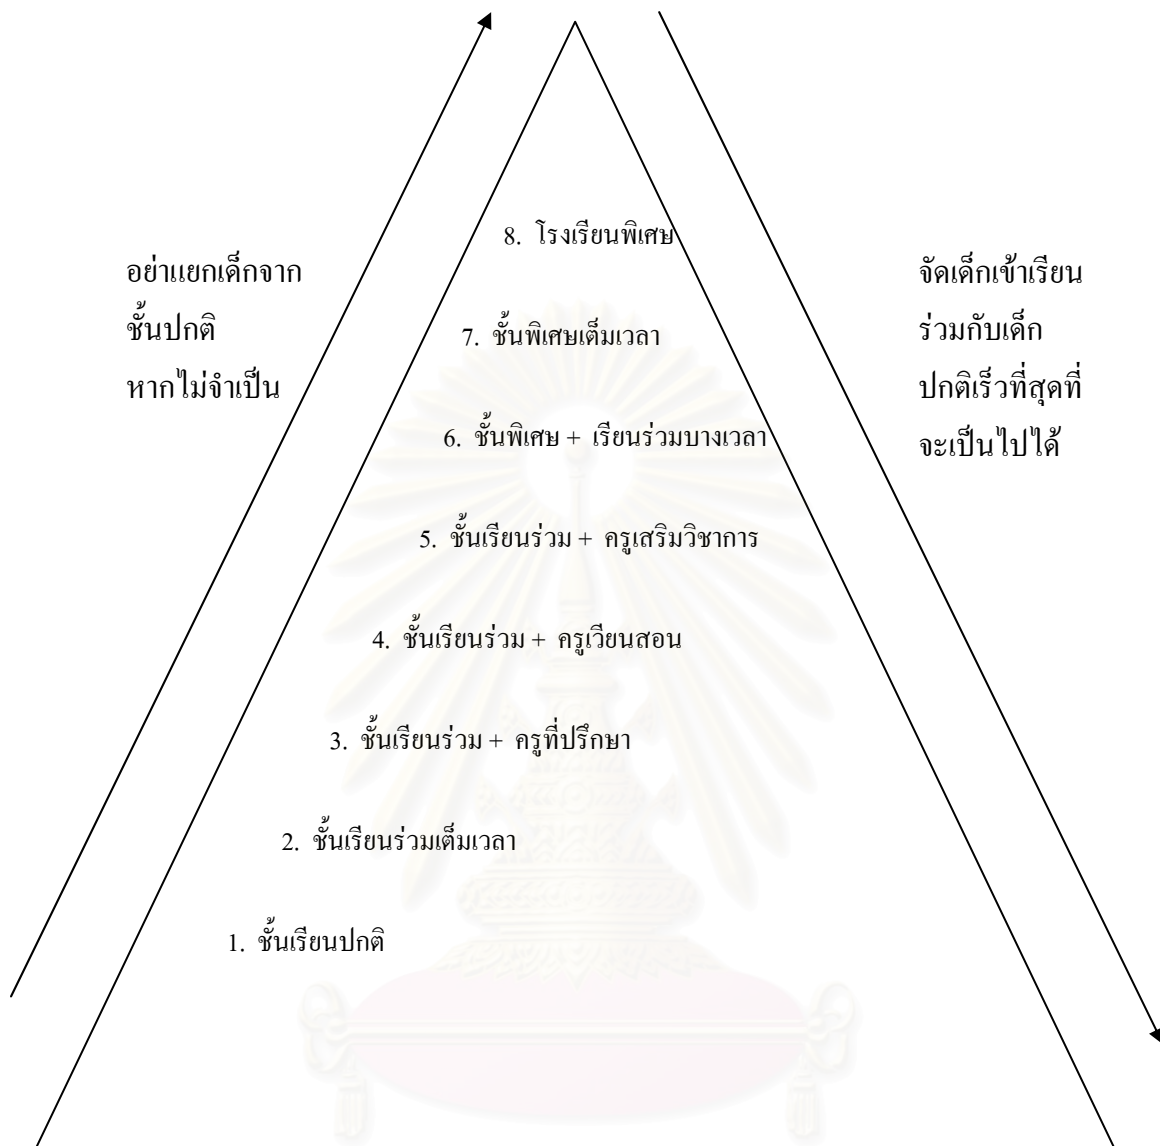 8. โรงเรียนพิเศษ
อย่าแยกเด็กจาก
ชั้นปกติ
หากไม่จำเป็น
จัดเด็กเข้าเรียน
ร่วมกับเด็ก
ปกติเร็วที่สุดที่
จะเป็นไปได้
7. ชั้นพิเศษเต็มเวลา
6. ชั้นพิเศษ + เรียนร่วมบางเวลา
5. ชั้นเรียนร่วม + ครูเสริมวิชาการ
4. ชั้นเรียนร่วม + ครูเวียนสอน
3. ชั้นเรียนร่วม + ครูที่ปรึกษา
2. ชั้นเรียนร่วมเต็มเวลา
1. ชั้นเรียนปกติ